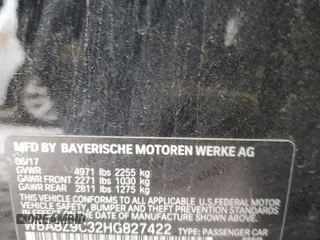 MFD BY BAYERISCHE MOTOREN WERKE AG
06/17
GVWR 4971 lbs 2255 kg
GAWR FRONT 2271 lbs 1030 kg
GAWR REAR 2811 lbs 1275 kg
THIS VEHICLE CONFORMS TO ALL APPLICABLE U.S. FEDERAL MOTOR
VEHICLE SAFETY, BUMPER, AND THEFT PREVENTION STANDARDS
IN EFFECT ON THE DATE OF MANUFACTURE SHOWN ABOVE.
WBA8Z9C32HG827422 TYPE: PASSENGER CAR